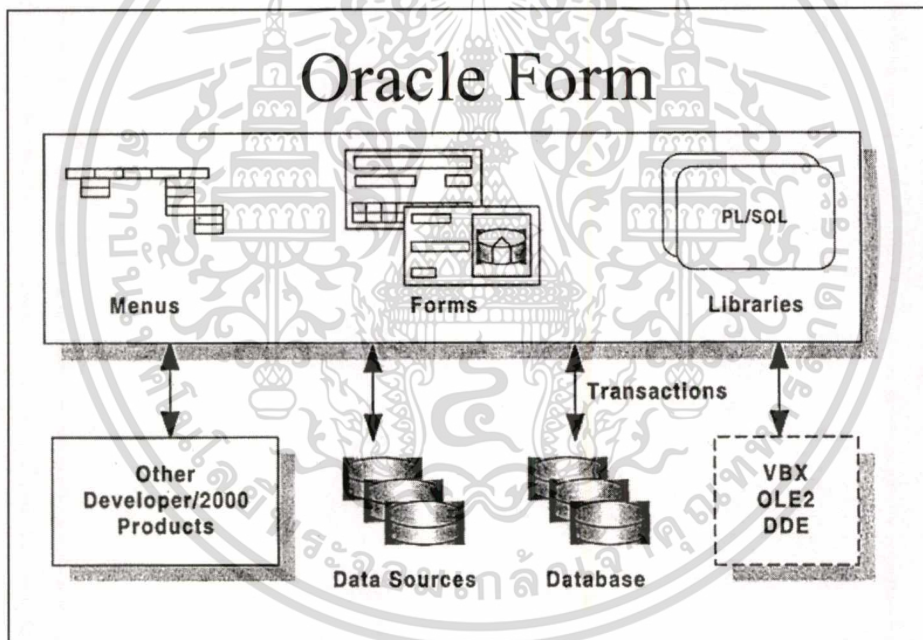 Oracle Form
PL/SQL
Menus
Forms
Libraries
Transactions
Other
Developer/2000
Products
Data Sources
Database
VBX
OLE2
DDE